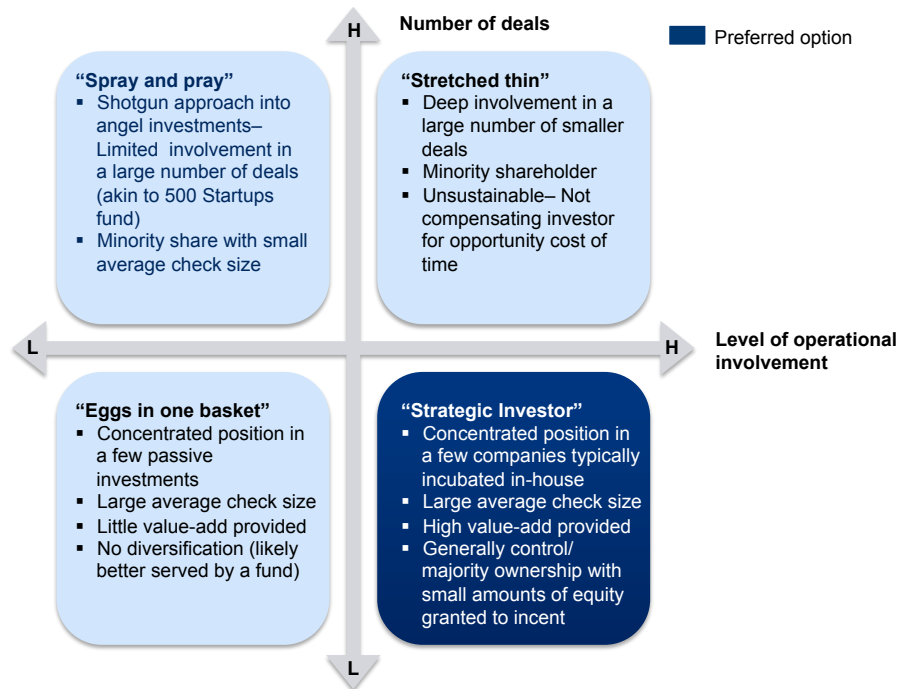 H
Number of deals
Preferred option
“Spray and pray”
▪ Shotgun approach into
angel investments–
Limited  involvement in
a large number of deals
(akin to 500 Startups
fund)
▪ Minority share with small
average check size
“Stretched thin”
▪ Deep involvement in a
large number of smaller
deals
▪ Minority shareholder
▪ Unsustainable– Not
compensating investor
for opportunity cost of
time
L
H
Level of operational
involvement
“Eggs in one basket”
▪ Concentrated position in
a few passive
investments
▪ Large average check size
▪ Little value-add provided
▪ No diversification (likely
better served by a fund)
“Strategic Investor”
▪ Concentrated position in
a few companies typically
incubated in-house
▪ Large average check size
▪ High value-add provided
▪ Generally control/
majority ownership with
small amounts of equity
granted to incent
L